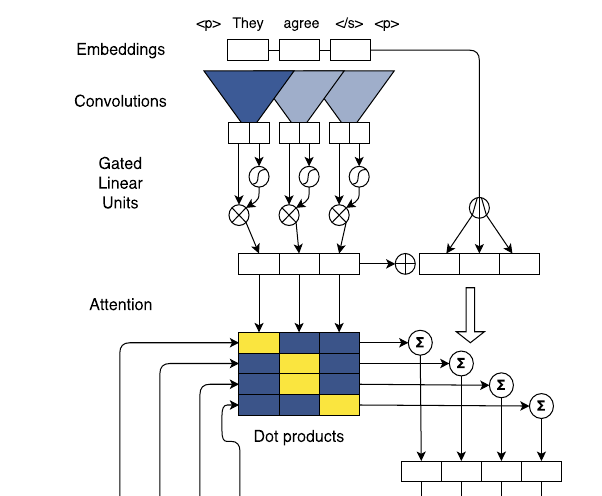 <p> They agree </s> <p>
Embeddings
Convolutions
Gated
Linear
Units
Attention
Σ
Σ
Σ
Σ
Dot products